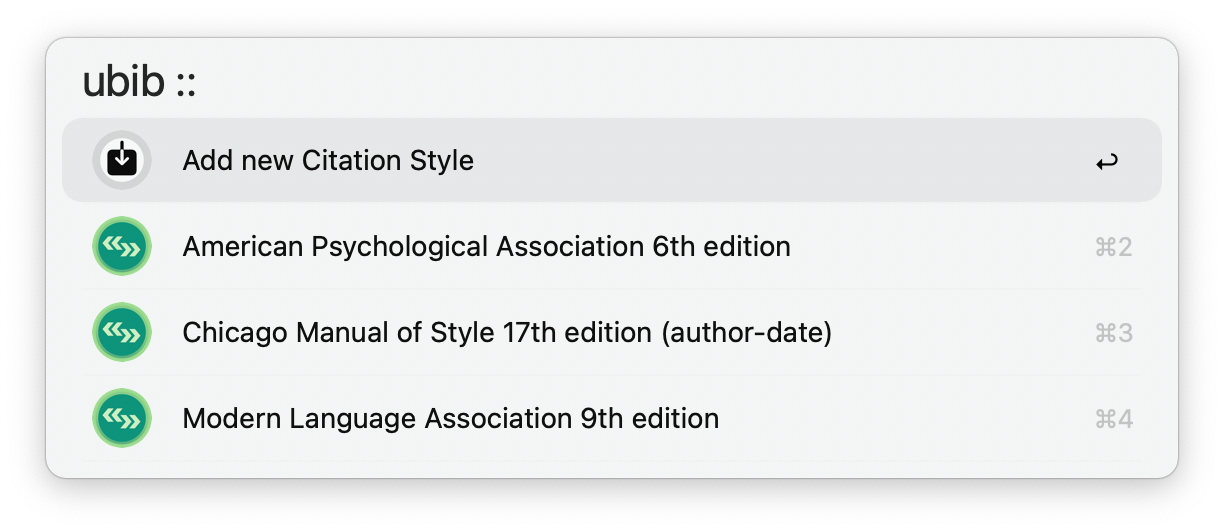 ubib ::
Add new Citation Style ↩
American Psychological Association 6th edition ⌘2
Chicago Manual of Style 17th edition (author-date) ⌘3
Modern Language Association 9th edition ⌘4